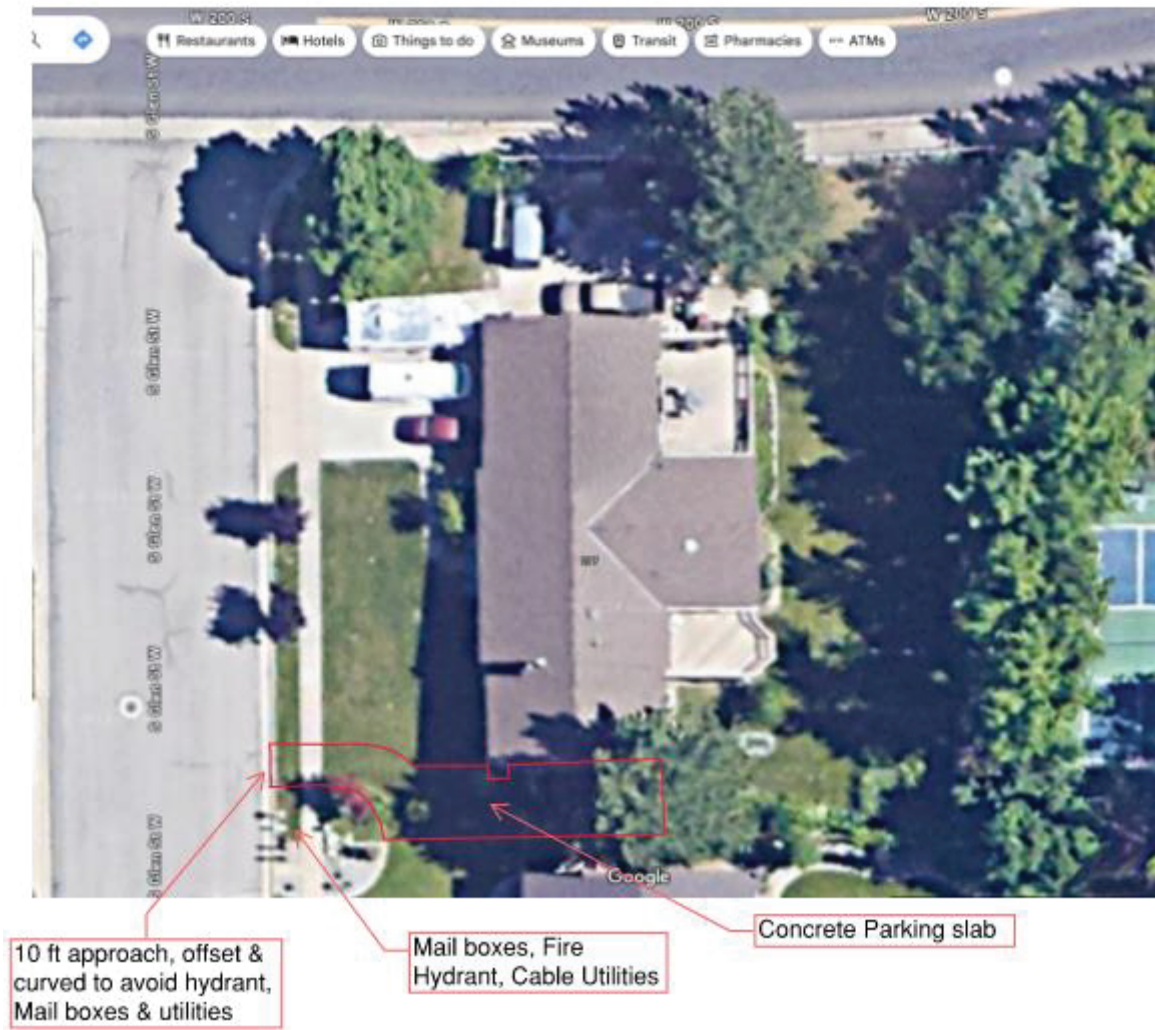 W 200 S
W 200 S
W 200 S
Restaurants
Hotels
Things to do
Museums
Transit
Pharmacies
ATMs
S Glen St W
S Glen St W
S Glen St W
S Glen St W
S Glen St W
Google
10 ft approach, offset &
curved to avoid hydrant,
Mail boxes & utilities
Mail boxes, Fire
Hydrant, Cable Utilities
Concrete Parking slab